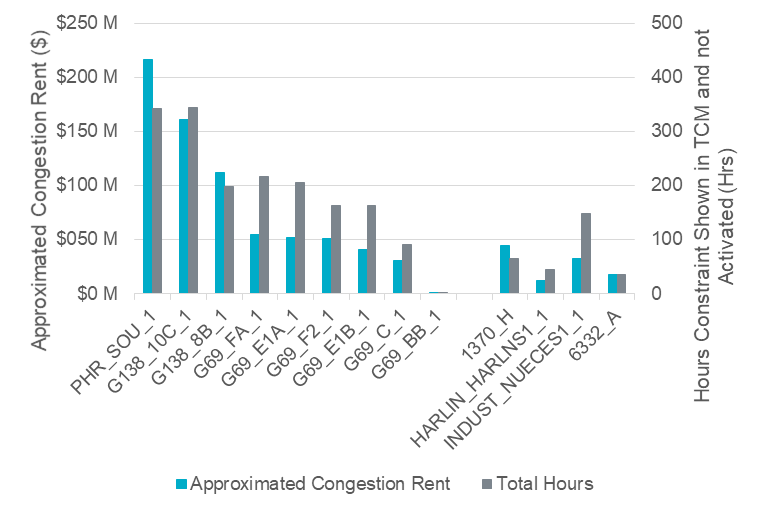 Approximated Congestion Rent ($)
$250 M
$200 M
$150 M
$100 M
$050 M
$0 M
500
400
300
200
100
0
Hours Constraint Shown in TCM and not
Activated (Hrs)
PHR_SOU_1
G138_10C_1
G138_8B_1
G69_FA_1
G69_E1A_1
G69_F2_1
G69_E1B_1
G69_C_1
G69_BB_1
1370_H
HARLIN_HARLNS1_1
INDUST_NUECES1_1
6332_A
Approximated Congestion Rent
Total Hours